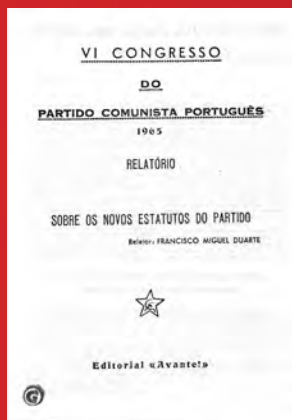 VI CONGRESSO
DO
PARTIDO COMUNISTA PORTUGUÊS
1965
RELATÓRIO
SOBRE OS NOVOS ESTATUTOS DO PARTIDO
Relator: FRANCISCO MIGUEL DUARTE
Editorial «Avante!»
G